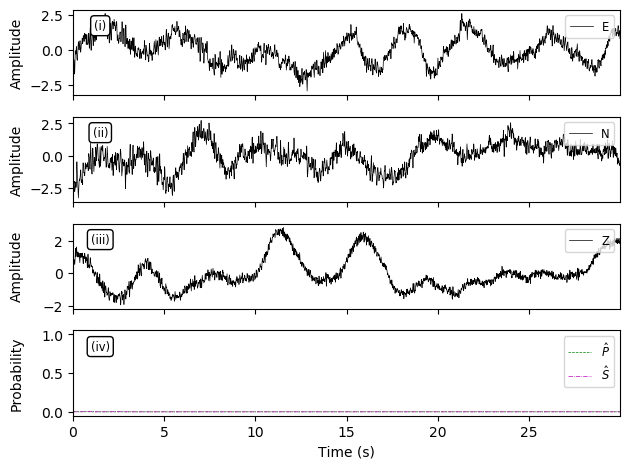 2.5
0.0
−2.5
Amplitude
(i)
E
2.5
0.0
−2.5
Amplitude
(ii)
N
2
0
−2
Amplitude
(iii)
Z
1.0
0.5
0.0
Probability
(iv)
P̂
Ŝ
0 5 10 15 20 25
Time (s)